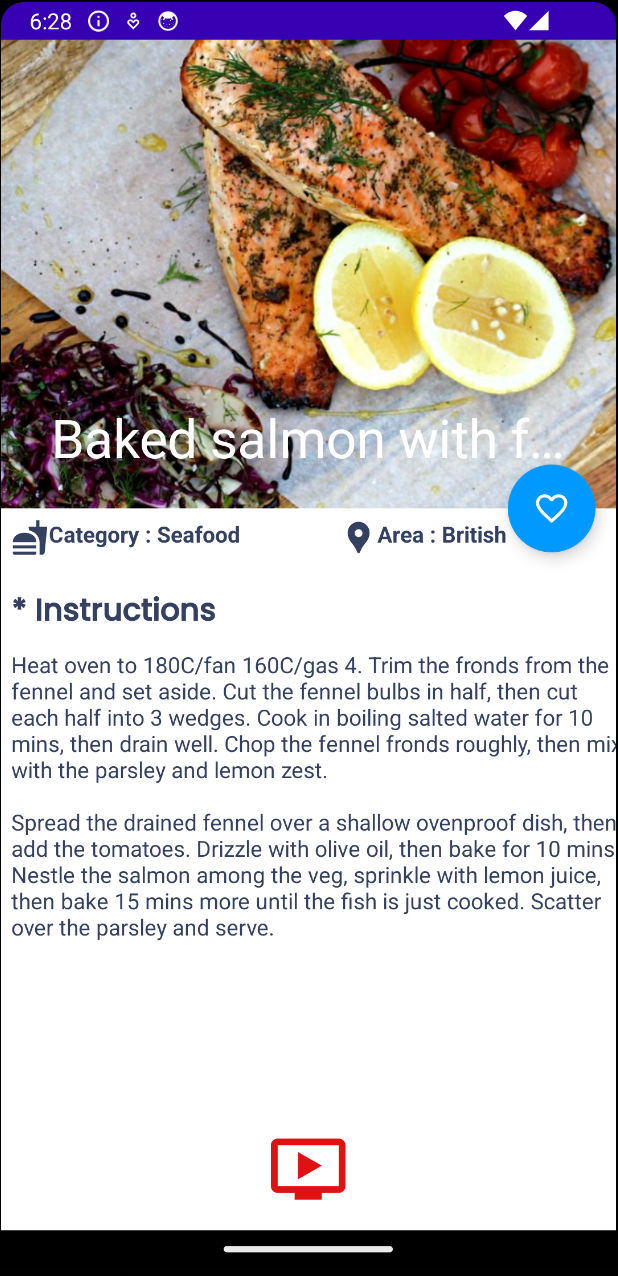 6:28
Baked salmon with f...
Category : Seafood
Area : British
* Instructions
Heat oven to 180C/fan 160C/gas 4. Trim the fronds from the
fennel and set aside. Cut the fennel bulbs in half, then cut
each half into 3 wedges. Cook in boiling salted water for 10
mins, then drain well. Chop the fennel fronds roughly, then mix
with the parsley and lemon zest.
Spread the drained fennel over a shallow ovenproof dish, then
add the tomatoes. Drizzle with olive oil, then bake for 10 mins
Nestle the salmon among the veg, sprinkle with lemon juice,
then bake 15 mins more until the fish is just cooked. Scatter
over the parsley and serve.